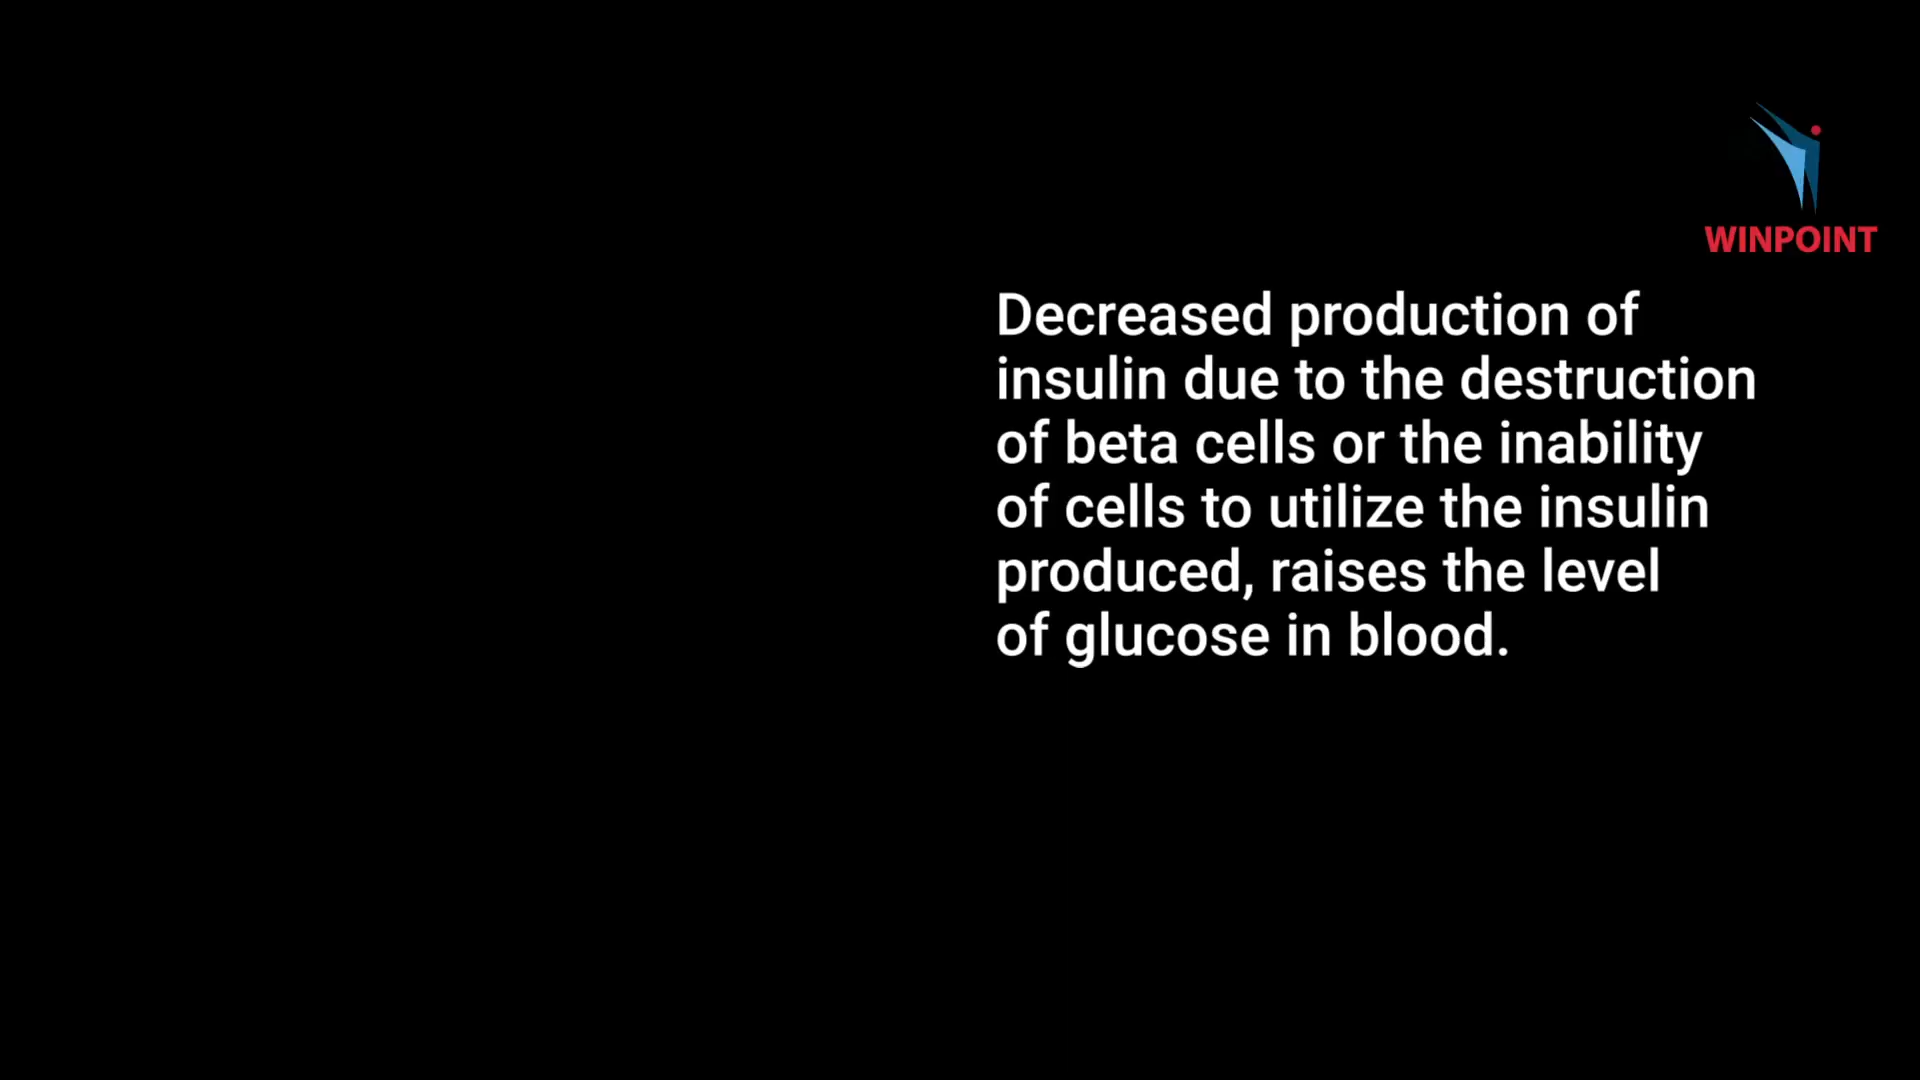 WINPOINT
Decreased production of
insulin due to the destruction
of beta cells or the inability
of cells to utilize the insulin
produced, raises the level
of glucose in blood.